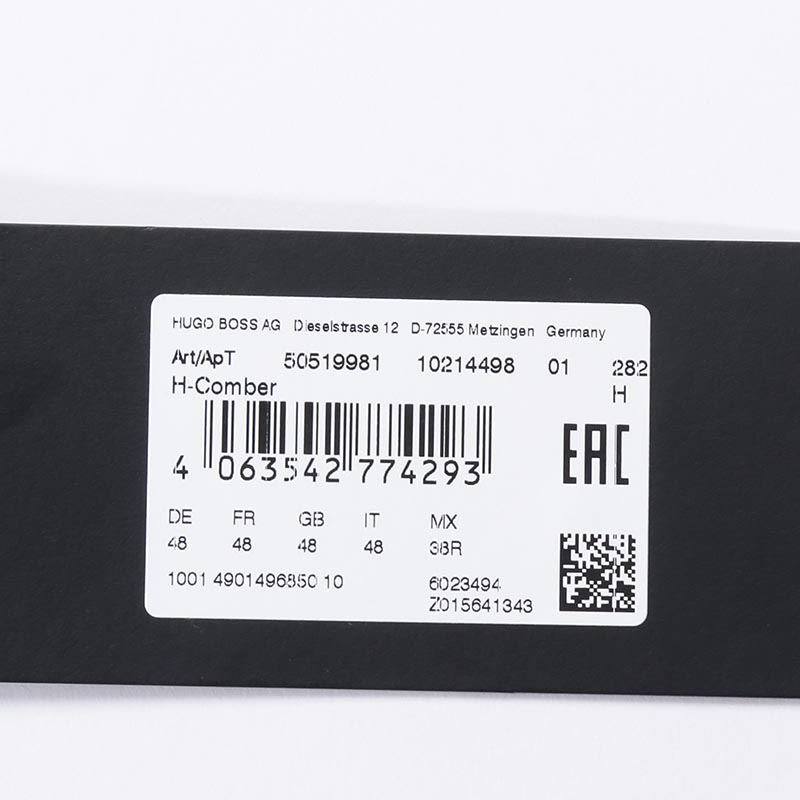 HUGO BOSS AG Dieselstrasse 12 D-72555 Metzingen Germany
Art/ApT 50519981 10214498 01 282
H-Comber H
4 063542 774293
EAC
DE FR GB IT MX
48 48 48 48 38R
1001 4901496850 10 6023494
Z015641343